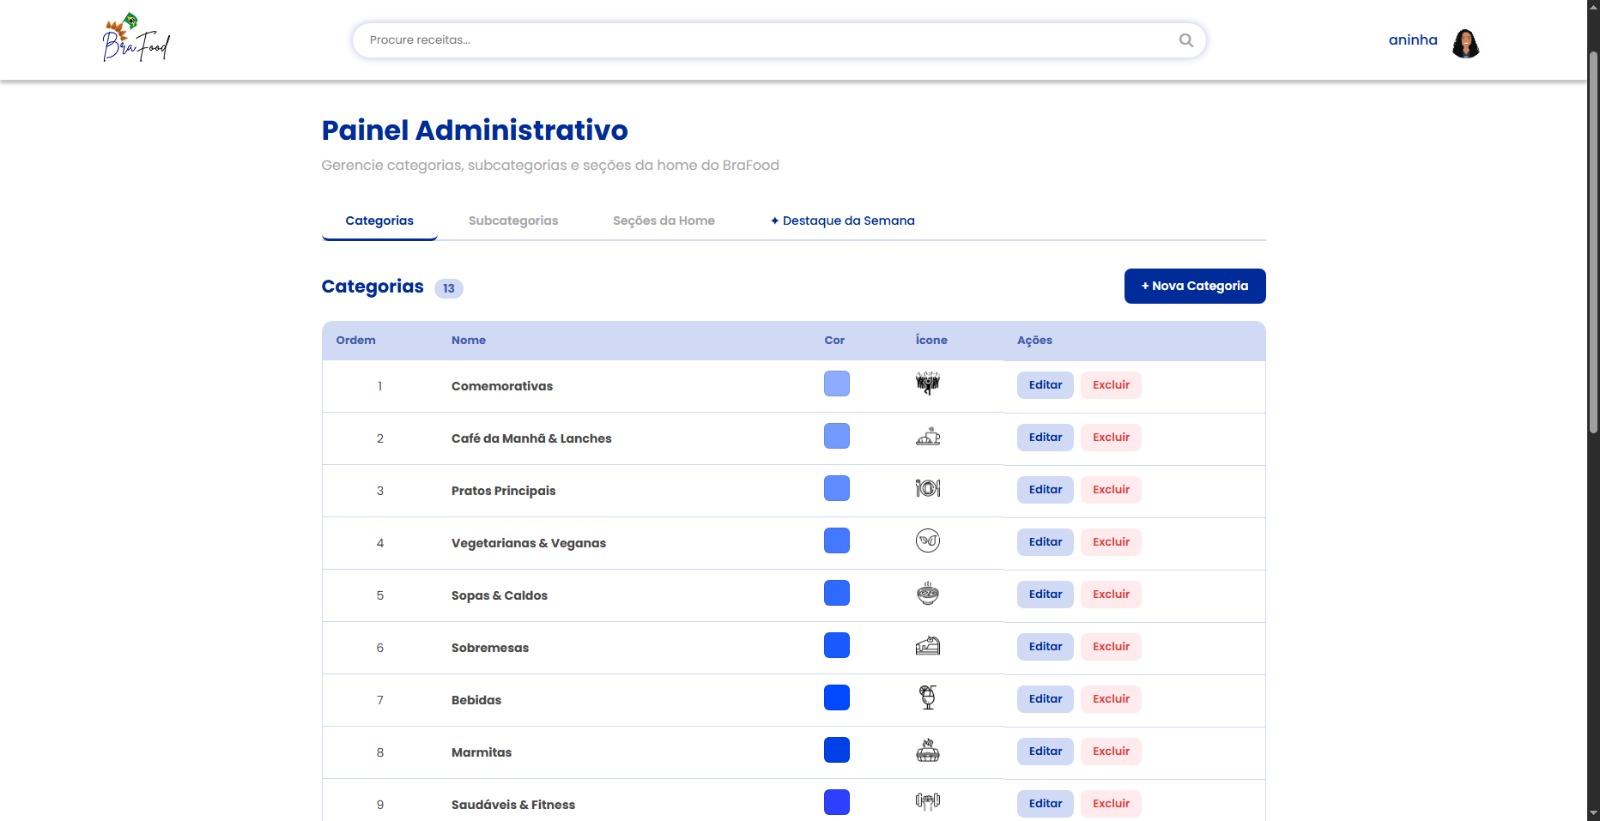 BraFood
Procure receitas...
aninha
Painel Administrativo
Gerencie categorias, subcategorias e seções da home do BraFood
Categorias Subcategorias Seções da Home ✦ Destaque da Semana
Categorias 13
+ Nova Categoria
Ordem Nome Cor Ícone Ações
1 Comemorativas Editar Excluir
2 Café da Manhã & Lanches Editar Excluir
3 Pratos Principais Editar Excluir
4 Vegetarianas & Veganas Editar Excluir
5 Sopas & Caldos Editar Excluir
6 Sobremesas Editar Excluir
7 Bebidas Editar Excluir
8 Marmitas Editar Excluir
9 Saudáveis & Fitness Editar Excluir